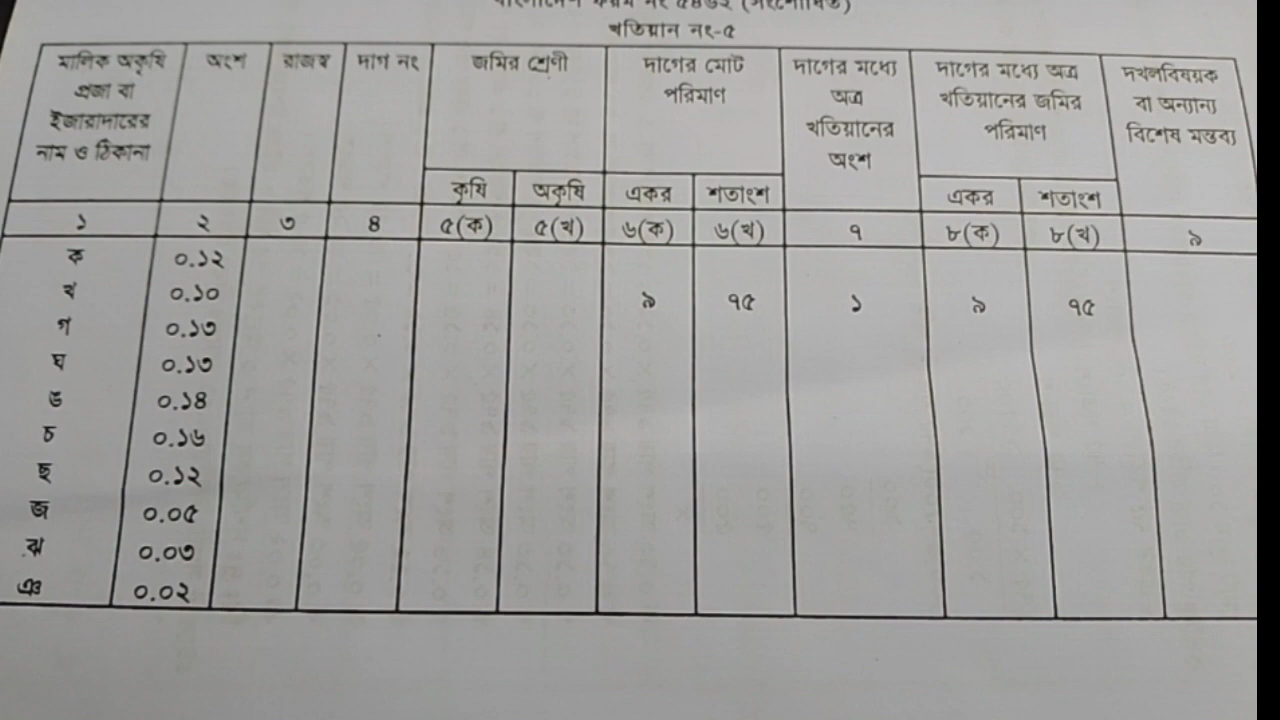 বাংলাদেশ ফরম নং ৫৪৬২ (সংশোধিত)
খতিয়ান নং-৫
মালিক অকৃষি প্রজা বা ইজারাদারের নাম ও ঠিকানা অংশ রাজস্ব দাগ নং জমির শ্রেণী দাগের মোট পরিমাণ দাগের মধ্যে অত্র খতিয়ানের অংশ দাগের মধ্যে অত্র খতিয়ানের জমির পরিমাণ দখলবিষয়ক বা অন্যান্য বিশেষ মন্তব্য
কৃষি অকৃষি একর শতাংশ একর শতাংশ
১ ২ ৩ ৪ ৫(ক) ৫(খ) ৬(ক) ৬(খ) ৭ ৮(ক) ৮(খ) ৯
ক ০.১২
খ ০.১০ ৯ ৭৫ ১ ৯ ৭৫
গ ০.১৩
ঘ ০.১৩
ঙ ০.১৪
চ ০.১৬
ছ ০.১২
জ ০.০৫
ঝ ০.০৩
ঞ ০.০২